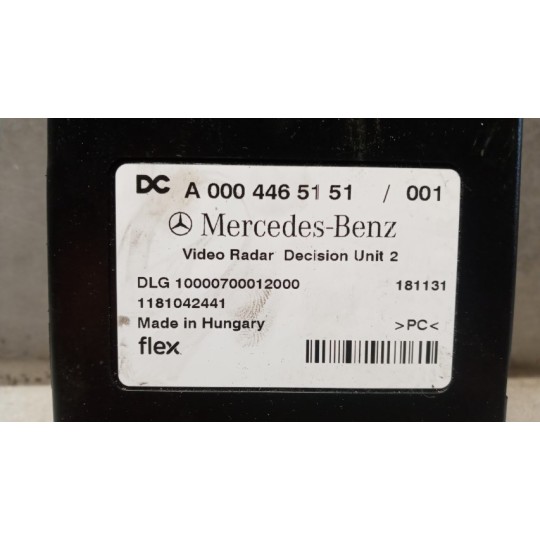 DC A 000 446 51 51 / 001
Mercedes-Benz
Video Radar Decision Unit 2
DLG 10000700012000 181131
1181042441
Made in Hungary >PC<
flex